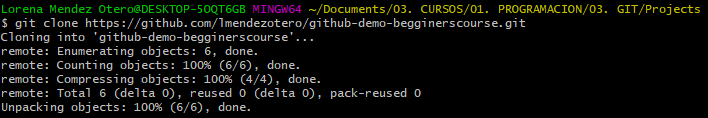 Lorena Mendez Otero@DESKTOP-5OQT6GB MINGW64 ~/Documents/03. CURSOS/01. PROGRAMACION/03. GIT/Projects
$ git clone https://github.com/lmendezotero/github-demo-begginerscourse.git
Cloning into 'github-demo-begginerscourse'...
remote: Enumerating objects: 6, done.
remote: Counting objects: 100% (6/6), done.
remote: Compressing objects: 100% (4/4), done.
remote: Total 6 (delta 0), reused 0 (delta 0), pack-reused 0
Unpacking objects: 100% (6/6), done.